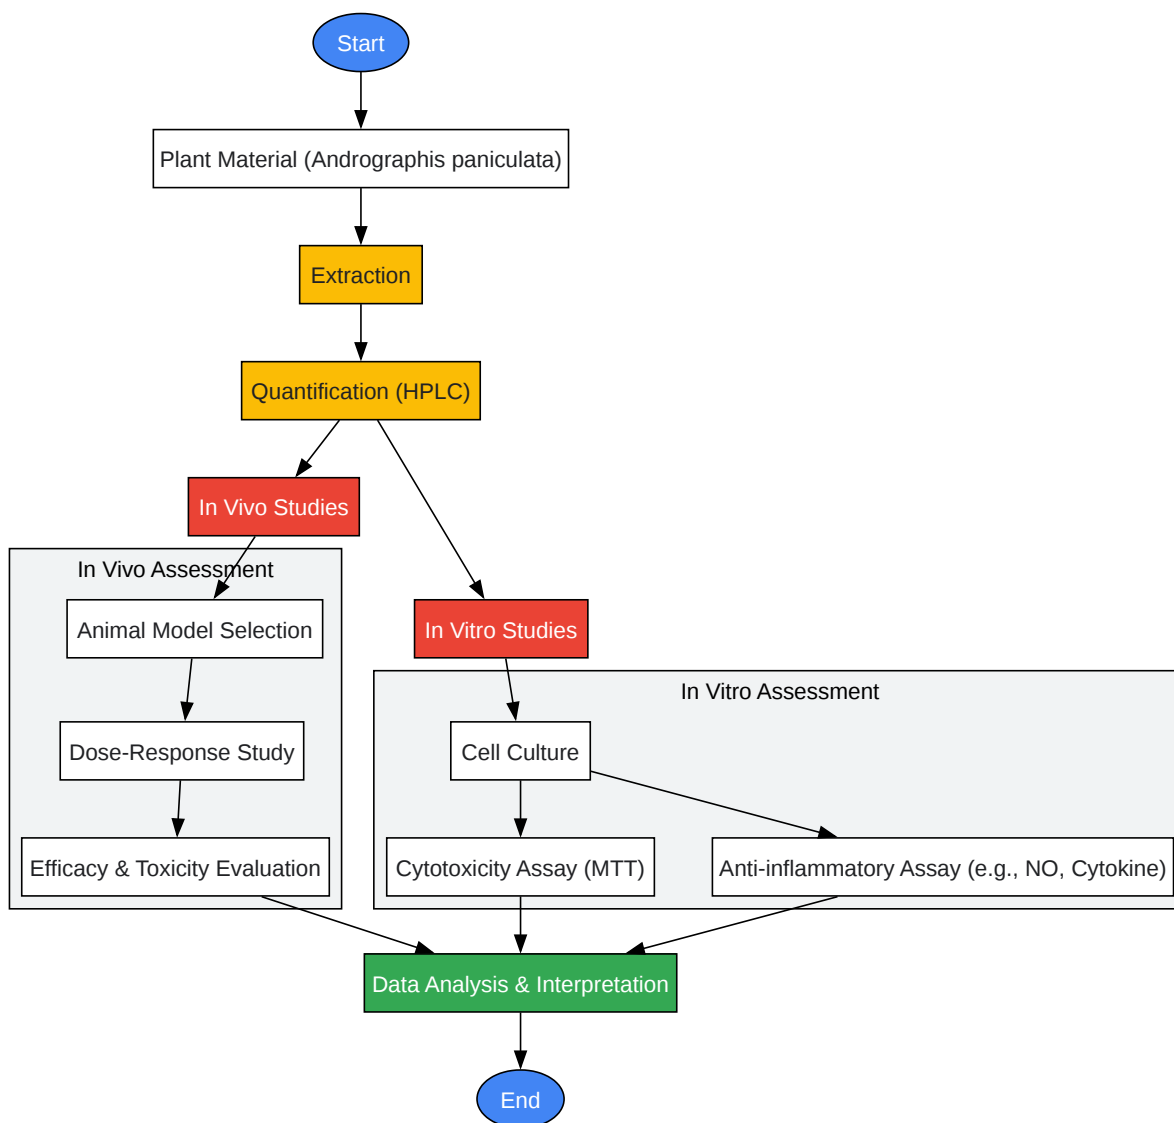 Start
Plant Material (Andrographis paniculata)
Extraction
Quantification (HPLC)
In Vivo Studies
In Vivo Assessment
Animal Model Selection
In Vitro Studies
In Vitro Assessment
Dose-Response Study
Cell Culture
Efficacy & Toxicity Evaluation
Cytotoxicity Assay (MTT)
Anti-inflammatory Assay (e.g., NO, Cytokine)
Data Analysis & Interpretation
End